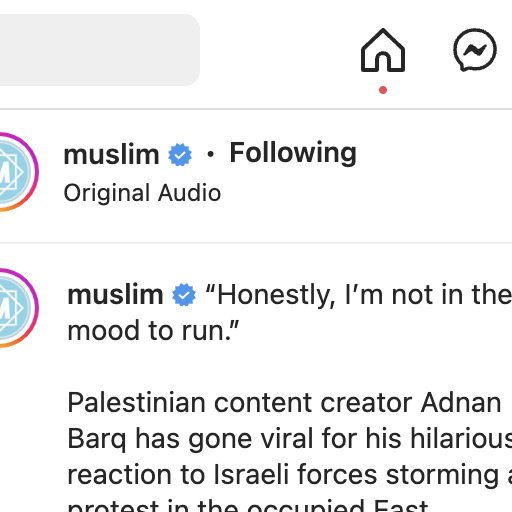 muslim • Following
Original Audio
muslim “Honestly, I’m not in the
mood to run.”
Palestinian content creator Adnan
Barq has gone viral for his hilarious
reaction to Israeli forces storming a
protest in the occupied East